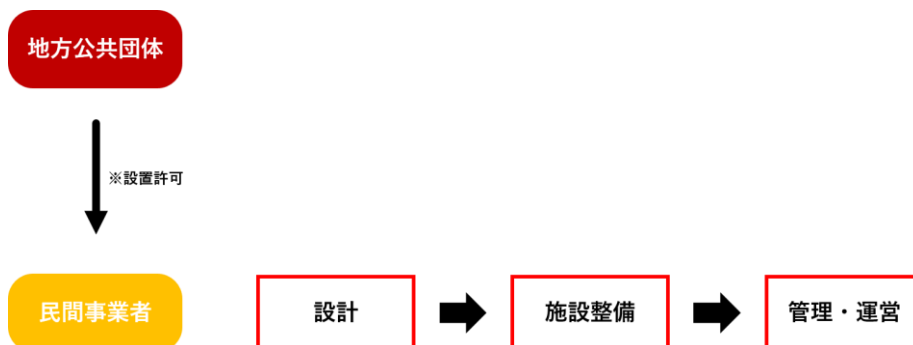 地方公共団体
※設置許可
民間事業者
設計
施設整備
管理・運営